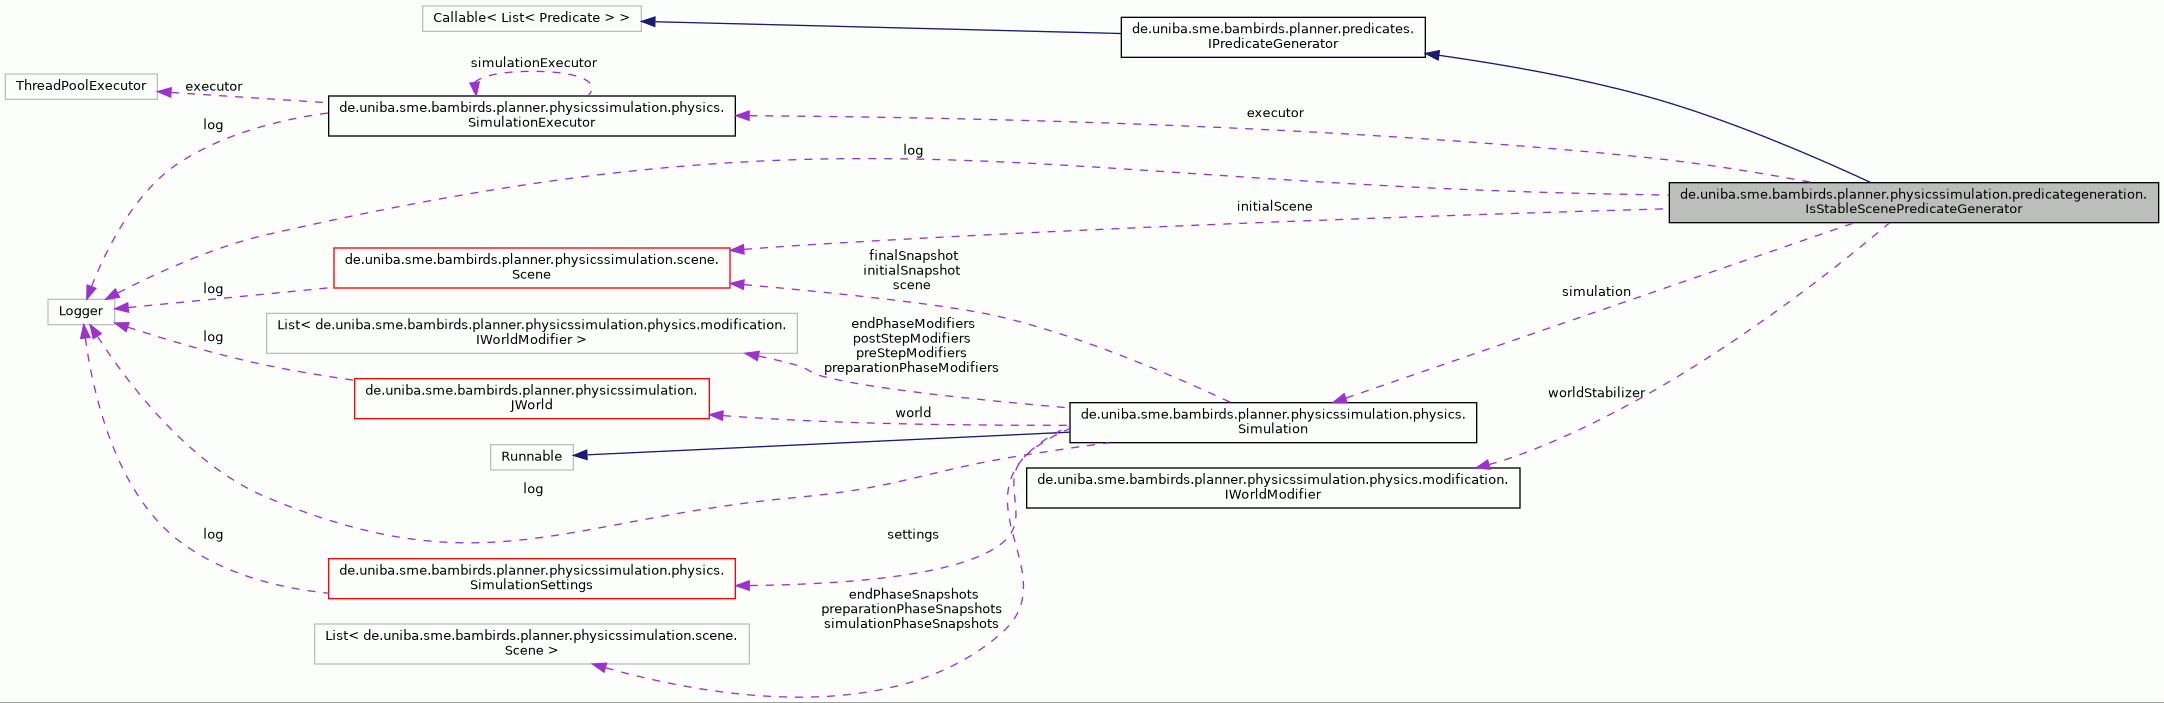 Callable< List< Predicate > >
de.uniba.sme.bambirds.planner.predicates.
IPredicateGenerator
simulationExecutor
ThreadPoolExecutor
executor
de.uniba.sme.bambirds.planner.physicssimulation.physics.
SimulationExecutor
executor
log
log
de.uniba.sme.bambirds.planner.physicssimulation.predicategeneration.
IsStableScenePredicateGenerator
initialScene
de.uniba.sme.bambirds.planner.physicssimulation.scene.
Scene
finalSnapshot
initialSnapshot
scene
log
simulation
Logger
List< de.uniba.sme.bambirds.planner.physicssimulation.physics.modification.
IWorldModifier >
endPhaseModifiers
postStepModifiers
preStepModifiers
preparationPhaseModifiers
log
de.uniba.sme.bambirds.planner.physicssimulation.
JWorld
worldStabilizer
world
de.uniba.sme.bambirds.planner.physicssimulation.physics.
Simulation
Runnable
de.uniba.sme.bambirds.planner.physicssimulation.physics.modification.
IWorldModifier
log
settings
log
de.uniba.sme.bambirds.planner.physicssimulation.physics.
SimulationSettings
endPhaseSnapshots
preparationPhaseSnapshots
simulationPhaseSnapshots
List< de.uniba.sme.bambirds.planner.physicssimulation.scene.
Scene >